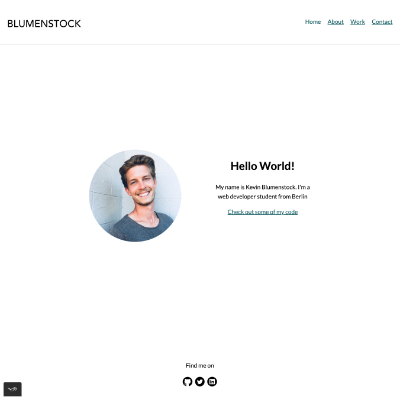 BLUMENSTOCK
Home About Work Contact
Hello World!
My name is Kevin Blumenstock. I'm a
web developer student from Berlin
Check out some of my code
Find me on